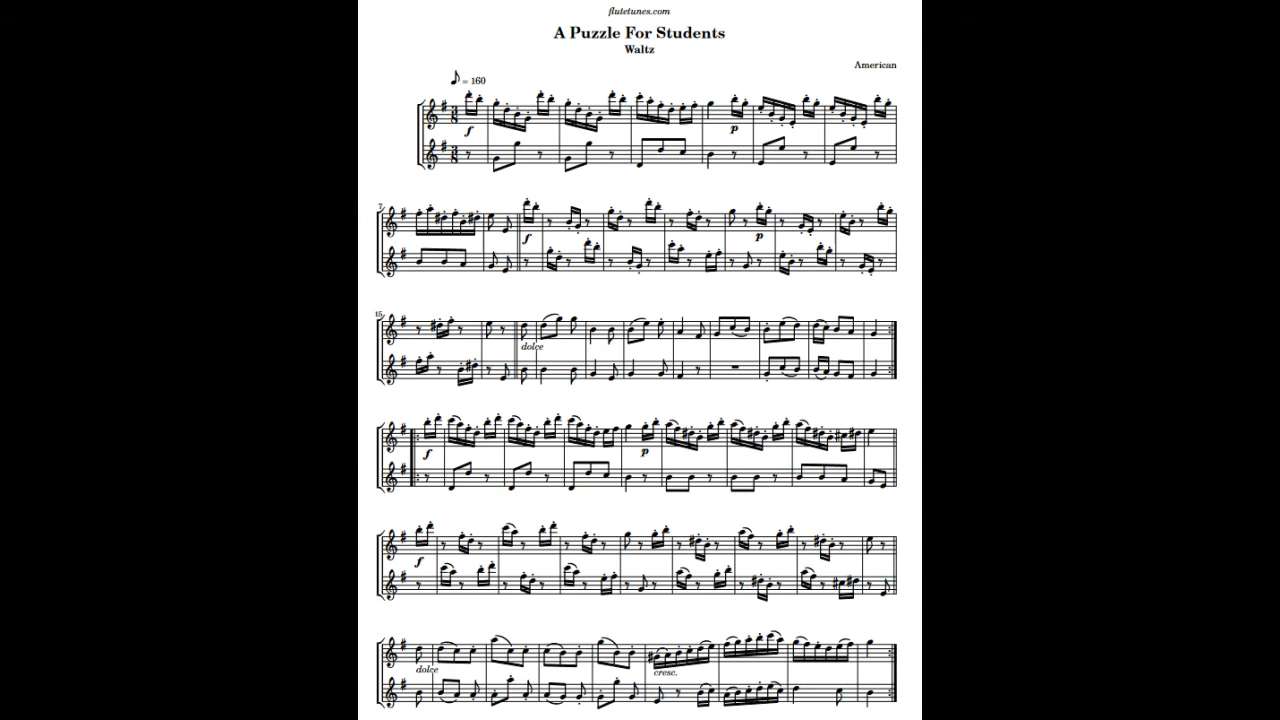 flutetunes.com
A Puzzle For Students
Waltz
American
♪ = 160
f
p
7
f
p
15
dolce
f
p
f
dolce
cresc.